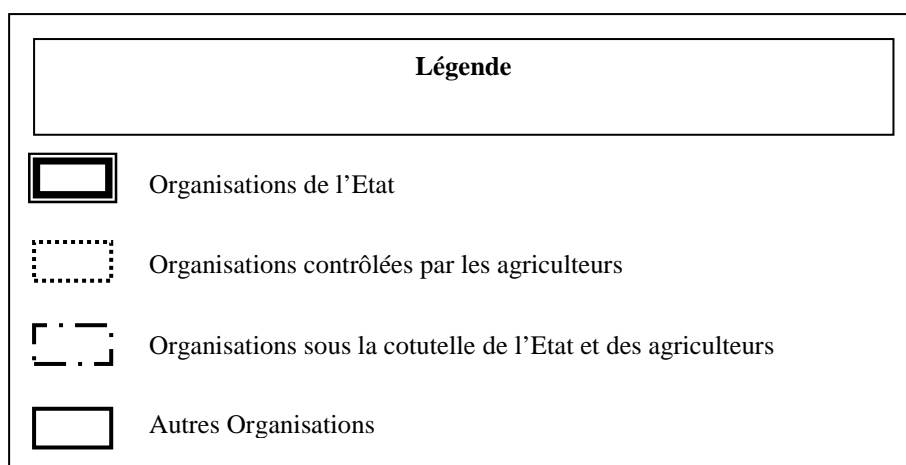 Légende
Organisations de l’Etat
Organisations contrôlées par les agriculteurs
Organisations sous la cotutelle de l’Etat et des agriculteurs
Autres Organisations